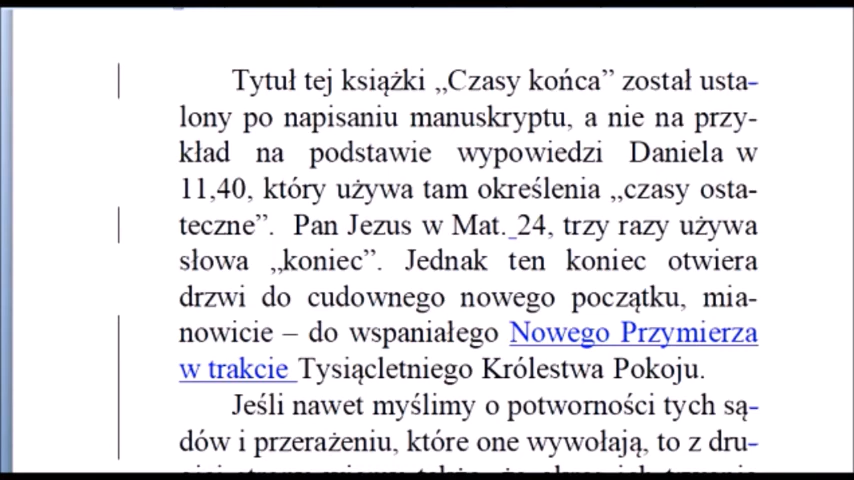 Tytuł tej książki „Czasy końca” został usta-
lony po napisaniu manuskryptu, a nie na przy-
kład na podstawie wypowiedzi Daniela w
11,40, który używa tam określenia „czasy osta-
teczne”. Pan Jezus w Mat. 24, trzy razy używa
słowa „koniec”. Jednak ten koniec otwiera
drzwi do cudownego nowego początku, mia-
nowicie – do wspaniałego Nowego Przymierza
w trakcie Tysiącletniego Królestwa Pokoju.
Jeśli nawet myślimy o potworności tych są-
dów i przerażeniu, które one wywołają, to z dru-